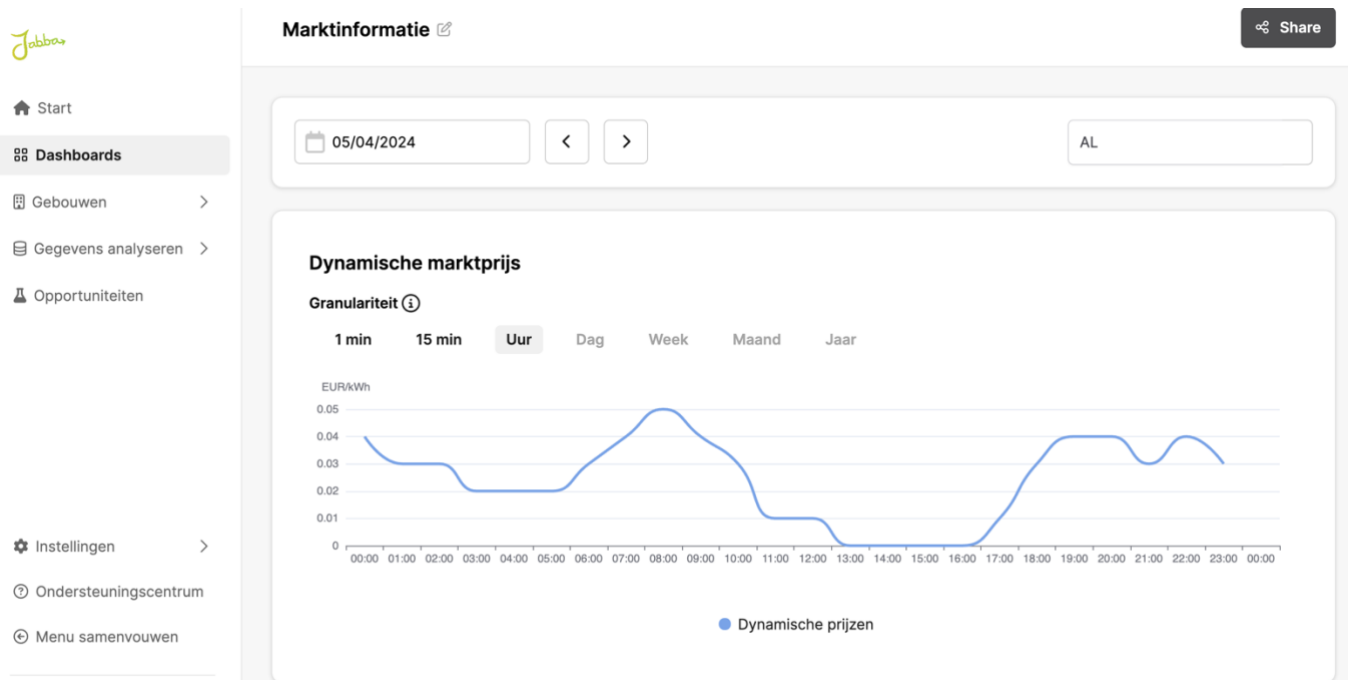 Jabba
Start
Dashboards
Gebouwen
Gegevens analyseren
Opportuniteiten
Instellingen
Ondersteuningscentrum
Menu samenvouwen
Marktinformatie
Share
05/04/2024
AL
Dynamische marktprijs
Granulariteit
1 min 15 min Uur Dag Week Maand Jaar
EUR/kWh
0.05
0.04
0.03
0.02
0.01
0
00:00 01:00 02:00 03:00 04:00 05:00 06:00 07:00 08:00 09:00 10:00 11:00 12:00 13:00 14:00 15:00 16:00 17:00 18:00 19:00 20:00 21:00 22:00 23:00 00:00
Dynamische prijzen